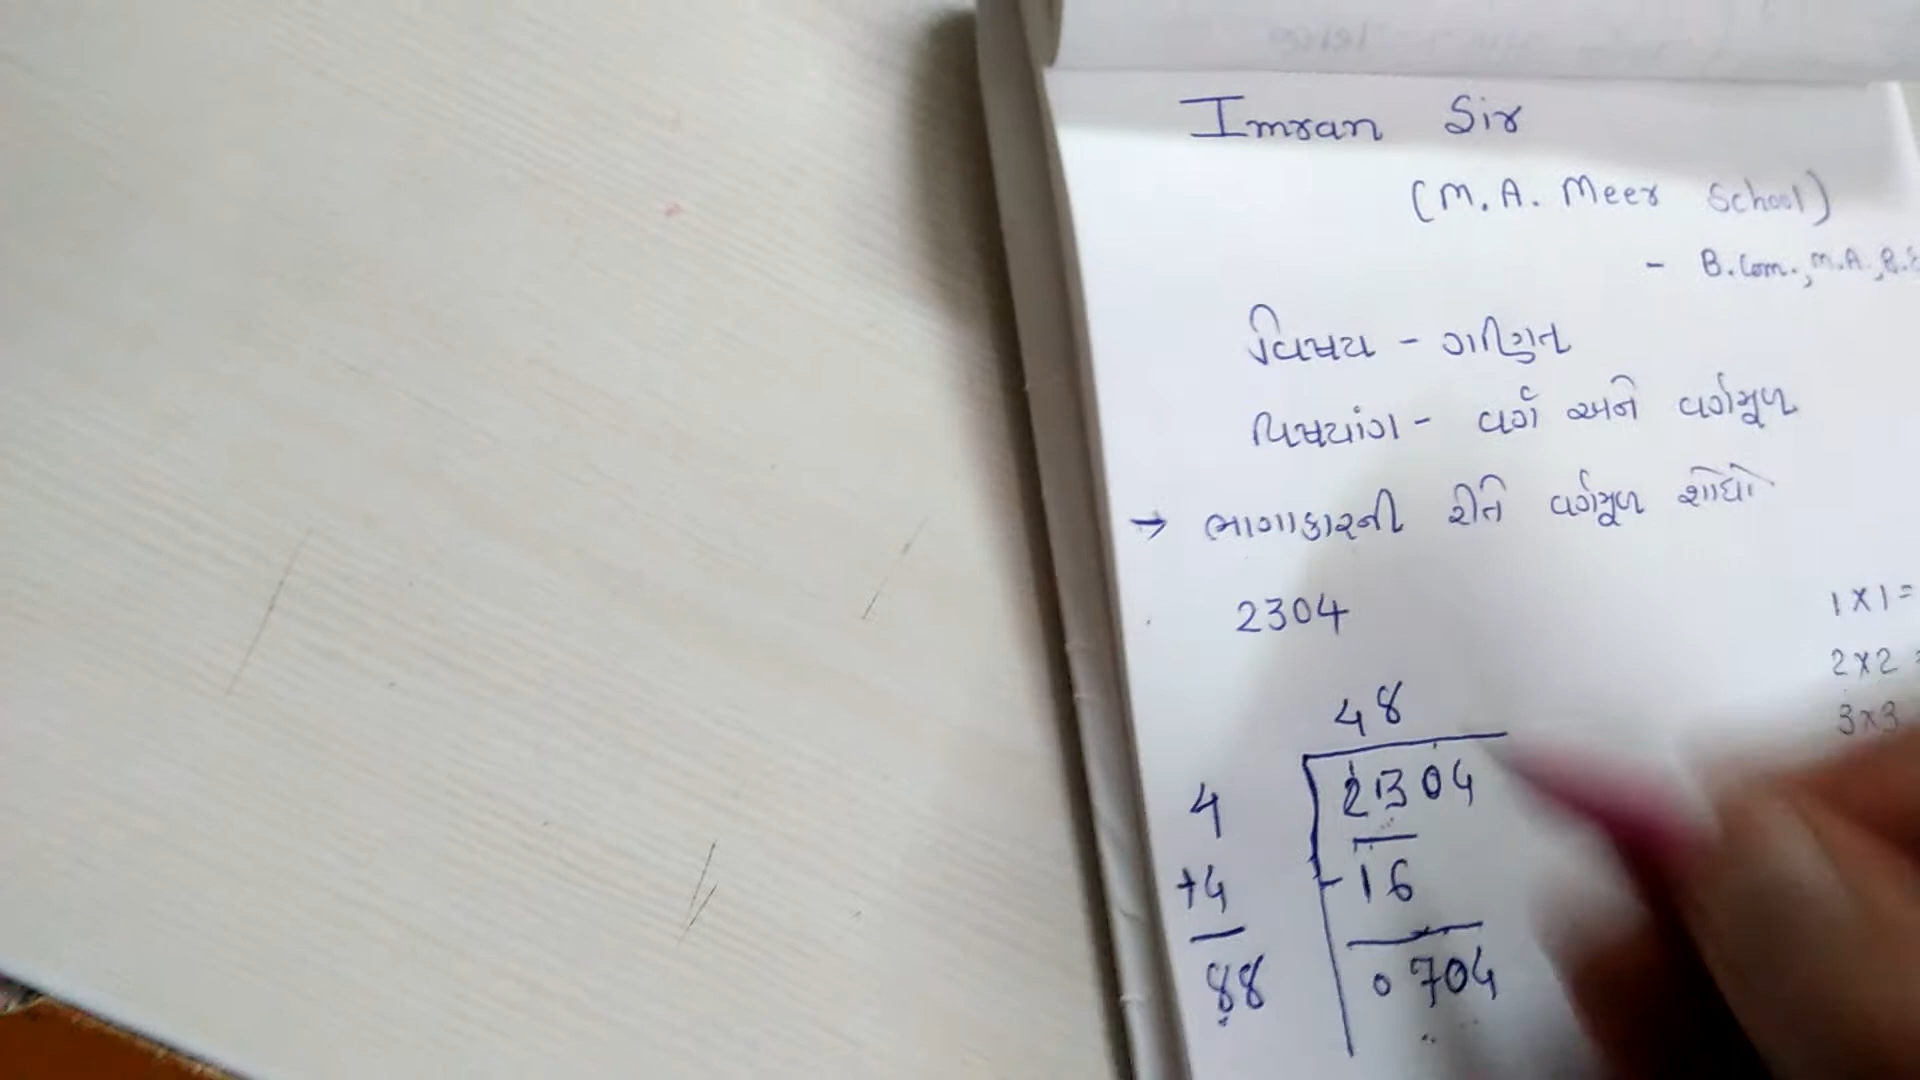 Imran Sir
(M. A. Meer School)
- B.Com., M.A., B.
વિષય - ગણિત
વિષયાંગ - વર્ગ અને વર્ગમૂળ
→ ભાગાકારની રીતે વર્ગમૂળ શોધો
2304
1 X 1 =
2 X 2 =
3 X 3
48
4 2304
+4 - 16
88 0704